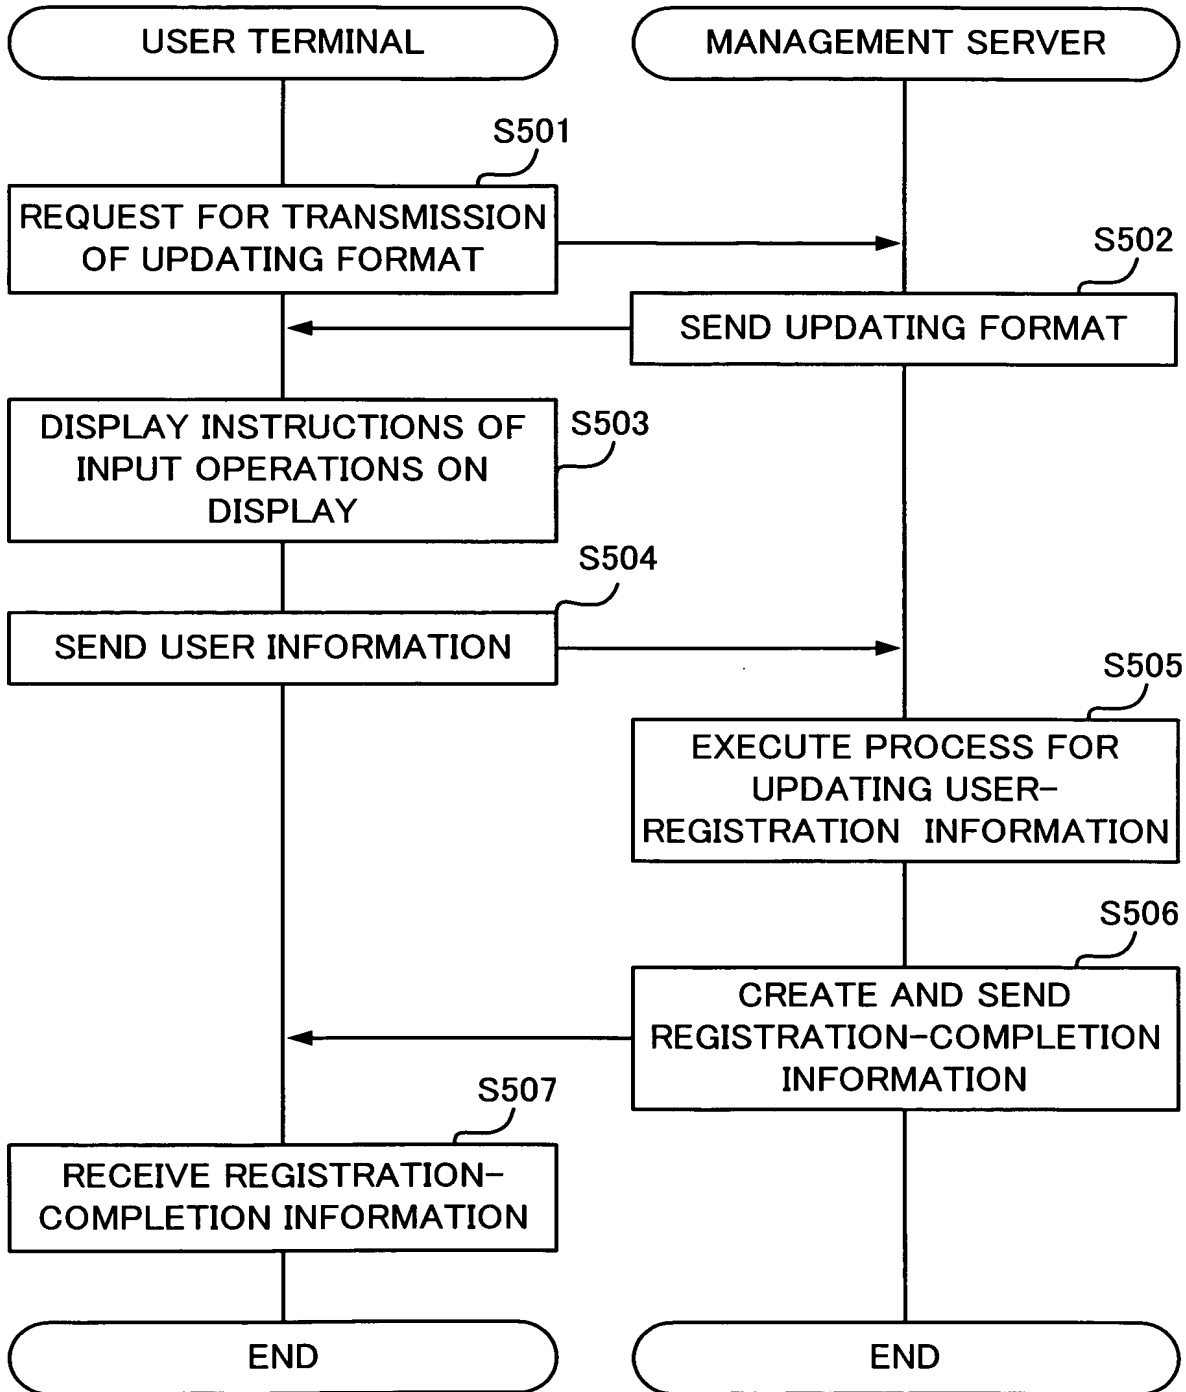 USER TERMINAL
MANAGEMENT SERVER
S501
REQUEST FOR TRANSMISSION
OF UPDATING FORMAT
S502
SEND UPDATING FORMAT
DISPLAY INSTRUCTIONS OF
INPUT OPERATIONS ON
DISPLAY
S503
S504
SEND USER INFORMATION
S505
EXECUTE PROCESS FOR
UPDATING USER-
REGISTRATION INFORMATION
S506
CREATE AND SEND
REGISTRATION-COMPLETION
INFORMATION
S507
RECEIVE REGISTRATION-
COMPLETION INFORMATION
END
END